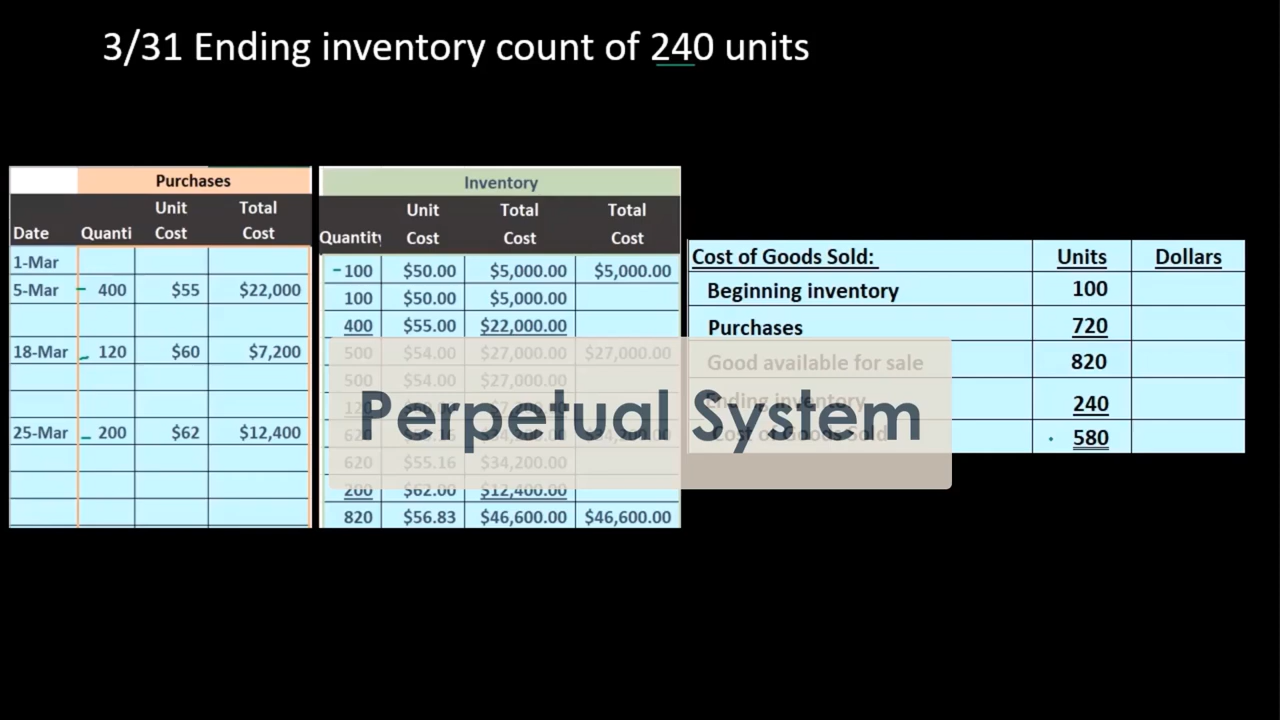 3/31 Ending inventory count of 240 units
Purchases
Unit Total
Date Quanti Cost Cost
1-Mar
5-Mar 400 $55 $22,000
18-Mar 120 $60 $7,200
25-Mar 200 $62 $12,400
Inventory
Unit Total Total
Quantity Cost Cost Cost
100 $50.00 $5,000.00 $5,000.00
100 $50.00 $5,000.00
400 $55.00 $22,000.00
500 $54.00 $27,000.00 $27,000.00
500 $54.00 $27,000.00
620 $55.16 $34,200.00
200 $62.00 $12,400.00
820 $56.83 $46,600.00 $46,600.00
Perpetual System
Cost of Goods Sold: Units Dollars
Beginning inventory 100
Purchases 720
Good available for sale 820
Ending inventory 240
Cost of Goods Sold 580